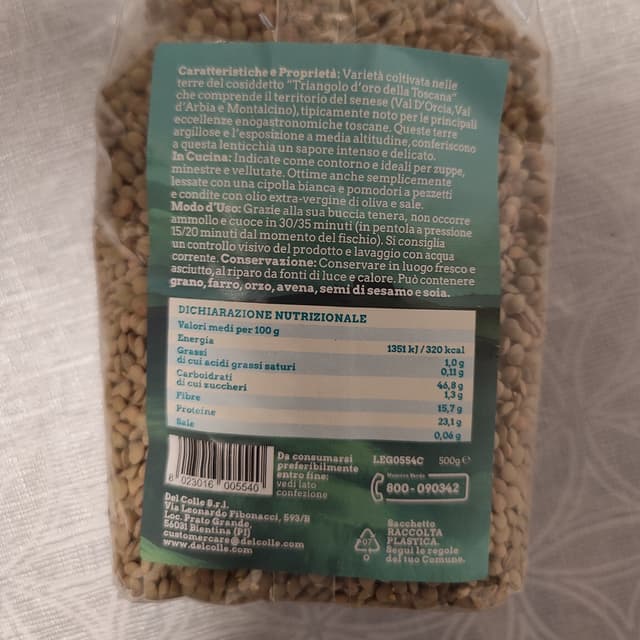 Caratteristiche e Proprietà: Varietà coltivata nelle
terre del cosiddetto "Triangolo d'oro della Toscana"
che comprende il territorio del senese (Val D'Orcia, Val
d'Arbia e Montalcino), tipicamente noto per le principali
eccellenze enogastronomiche toscane. Queste terre
argillose e l'esposizione a media altitudine, conferiscono
a questa lenticchia un sapore intenso e delicato.
In Cucina: Indicate come contorno e ideali per zuppe,
minestre e vellutate. Ottime anche semplicemente
lessate con una cipolla bianca e pomodori a pezzetti
e condite con olio extra-vergine di oliva e sale.
Modo d'Uso: Grazie alla sua buccia tenera, non occorre
ammollo e cuoce in 30/35 minuti (in pentola a pressione
15/20 minuti dal momento del fischio). Si consiglia
un controllo visivo del prodotto e lavaggio con acqua
corrente. Conservazione: Conservare in luogo fresco e
asciutto, al riparo da fonti di luce e calore. Può contenere
grano, farro, orzo, avena, semi di sesamo e soia.
DICHIARAZIONE NUTRIZIONALE
Valori medi per 100 g
Energia 1351 kJ / 320 kcal
Grassi 1,0 g
di cui acidi grassi saturi 0,11 g
Carboidrati 46,8 g
di cui zuccheri 1,3 g
Fibre 15,7 g
Proteine 23,1 g
Sale 0,06 g
8 023016 005540
Da consumarsi
preferibilmente
entro fine:
vedi lato
confezione
LEG0554C 500g e
Numero Verde
800-090342
Del Colle S.r.l.
Via Leonardo Fibonacci, 593/B
Loc. Prato Grande
56031 Bientina (PI)
customercare@delcolle.com
www.delcolle.com
P 07
Sacchetto
RACCOLTA
PLASTICA.
Segui le regole
del tuo Comune.